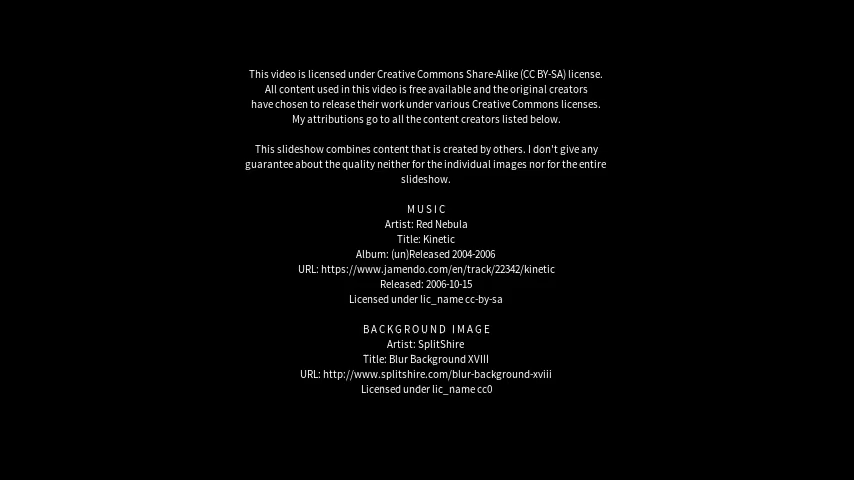 This video is licensed under Creative Commons Share-Alike (CC BY-SA) license.
All content used in this video is free available and the original creators
have chosen to release their work under various Creative Commons licenses.
My attributions go to all the content creators listed below.
This slideshow combines content that is created by others. I don't give any
guarantee about the quality neither for the individual images nor for the entire
slideshow.
MUSIC
Artist: Red Nebula
Title: Kinetic
Album: (un)Released 2004-2006
URL: https://www.jamendo.com/en/track/22342/kinetic
Released: 2006-10-15
Licensed under lic_name cc-by-sa
BACKGROUND IMAGE
Artist: SplitShire
Title: Blur Background XVIII
URL: http://www.splitshire.com/blur-background-xviii
Licensed under lic_name cc0